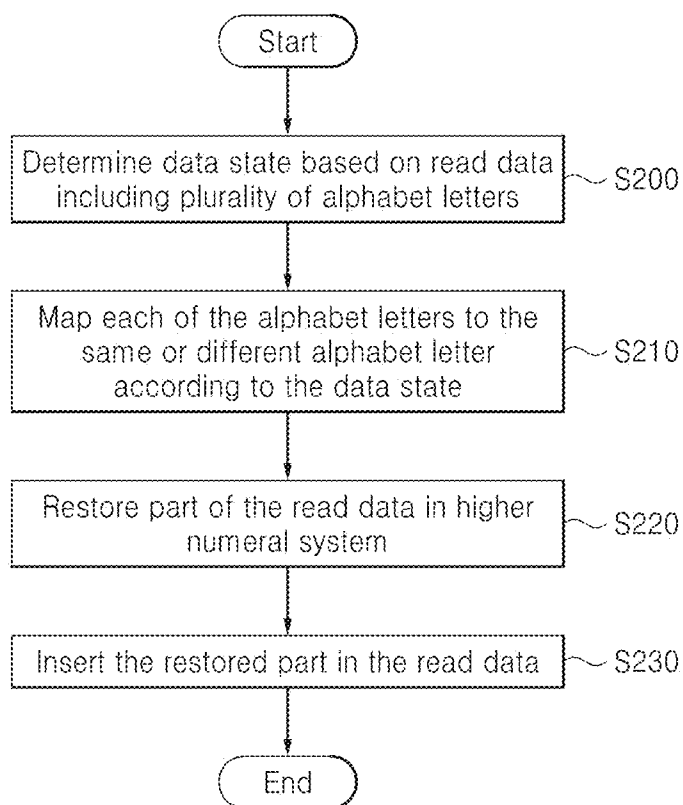 Start
Determine data state based on read data
including plurality of alphabet letters
S200
Map each of the alphabet letters to the
same or different alphabet letter
according to the data state
S210
Restore part of the read data in higher
numeral system
S220
Insert the restored part in the read data
S230
End